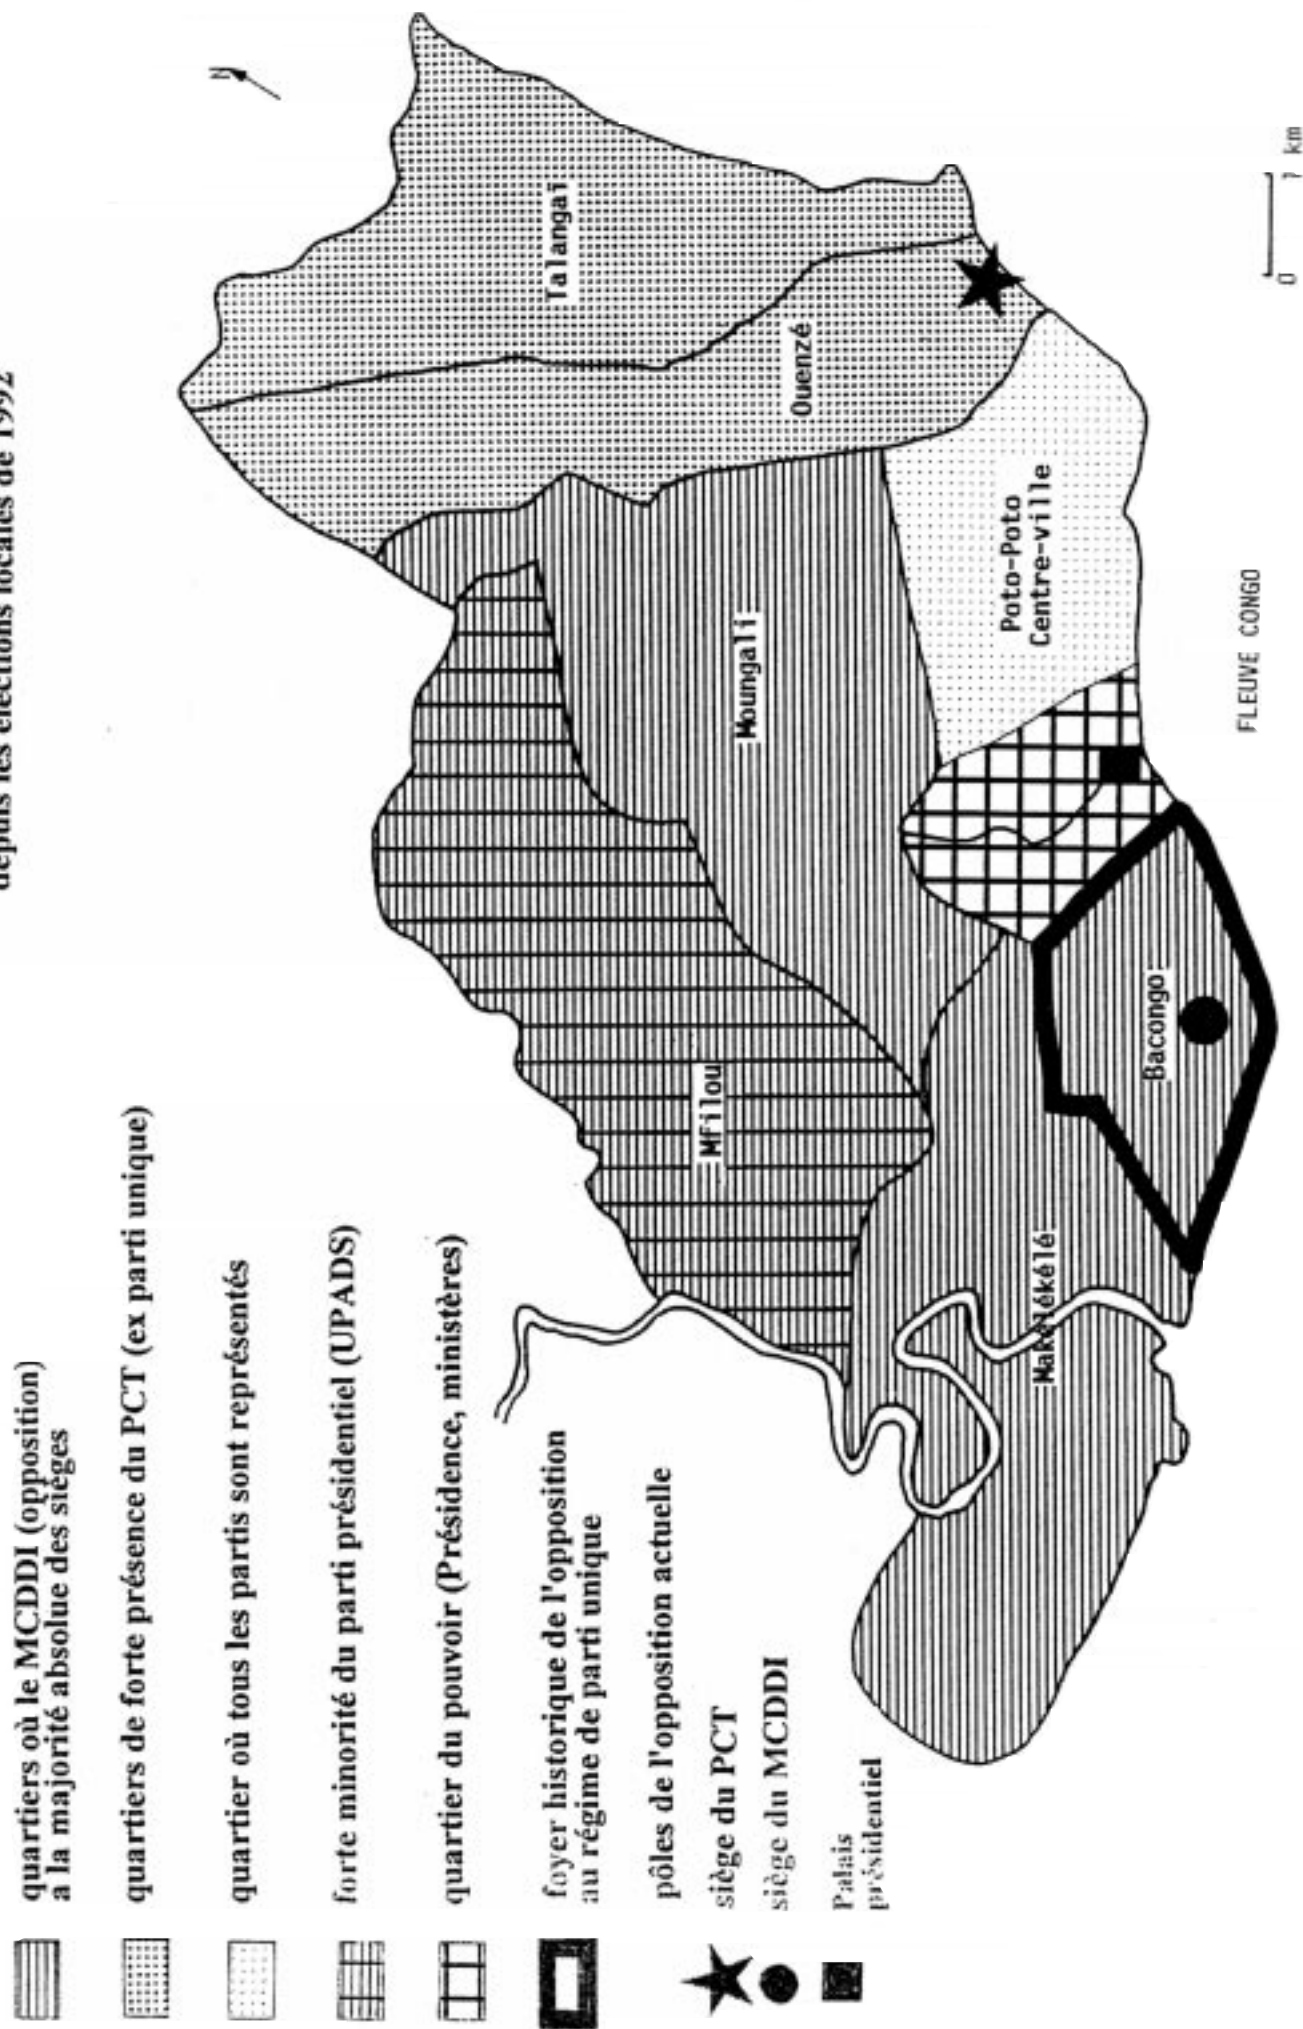 depuis les élections locales de 1992
quartiers où le MCDDI (opposition)
a la majorité absolue des sièges
quartiers de forte présence du PCT (ex parti unique)
quartier où tous les partis sont représentés
forte minorité du parti présidentiel (UPADS)
quartier du pouvoir (Présidence, ministères)
foyer historique de l'opposition
au régime de parti unique
pôles de l'opposition actuelle
siège du PCT
siège du MCDDI
Palais
présidentiel
N
Talangaï
Ouenzé
Moungali
Poto-Poto
Centre-ville
Mfilou
Bacongo
Makélékélé
FLEUVE CONGO
0 1 km